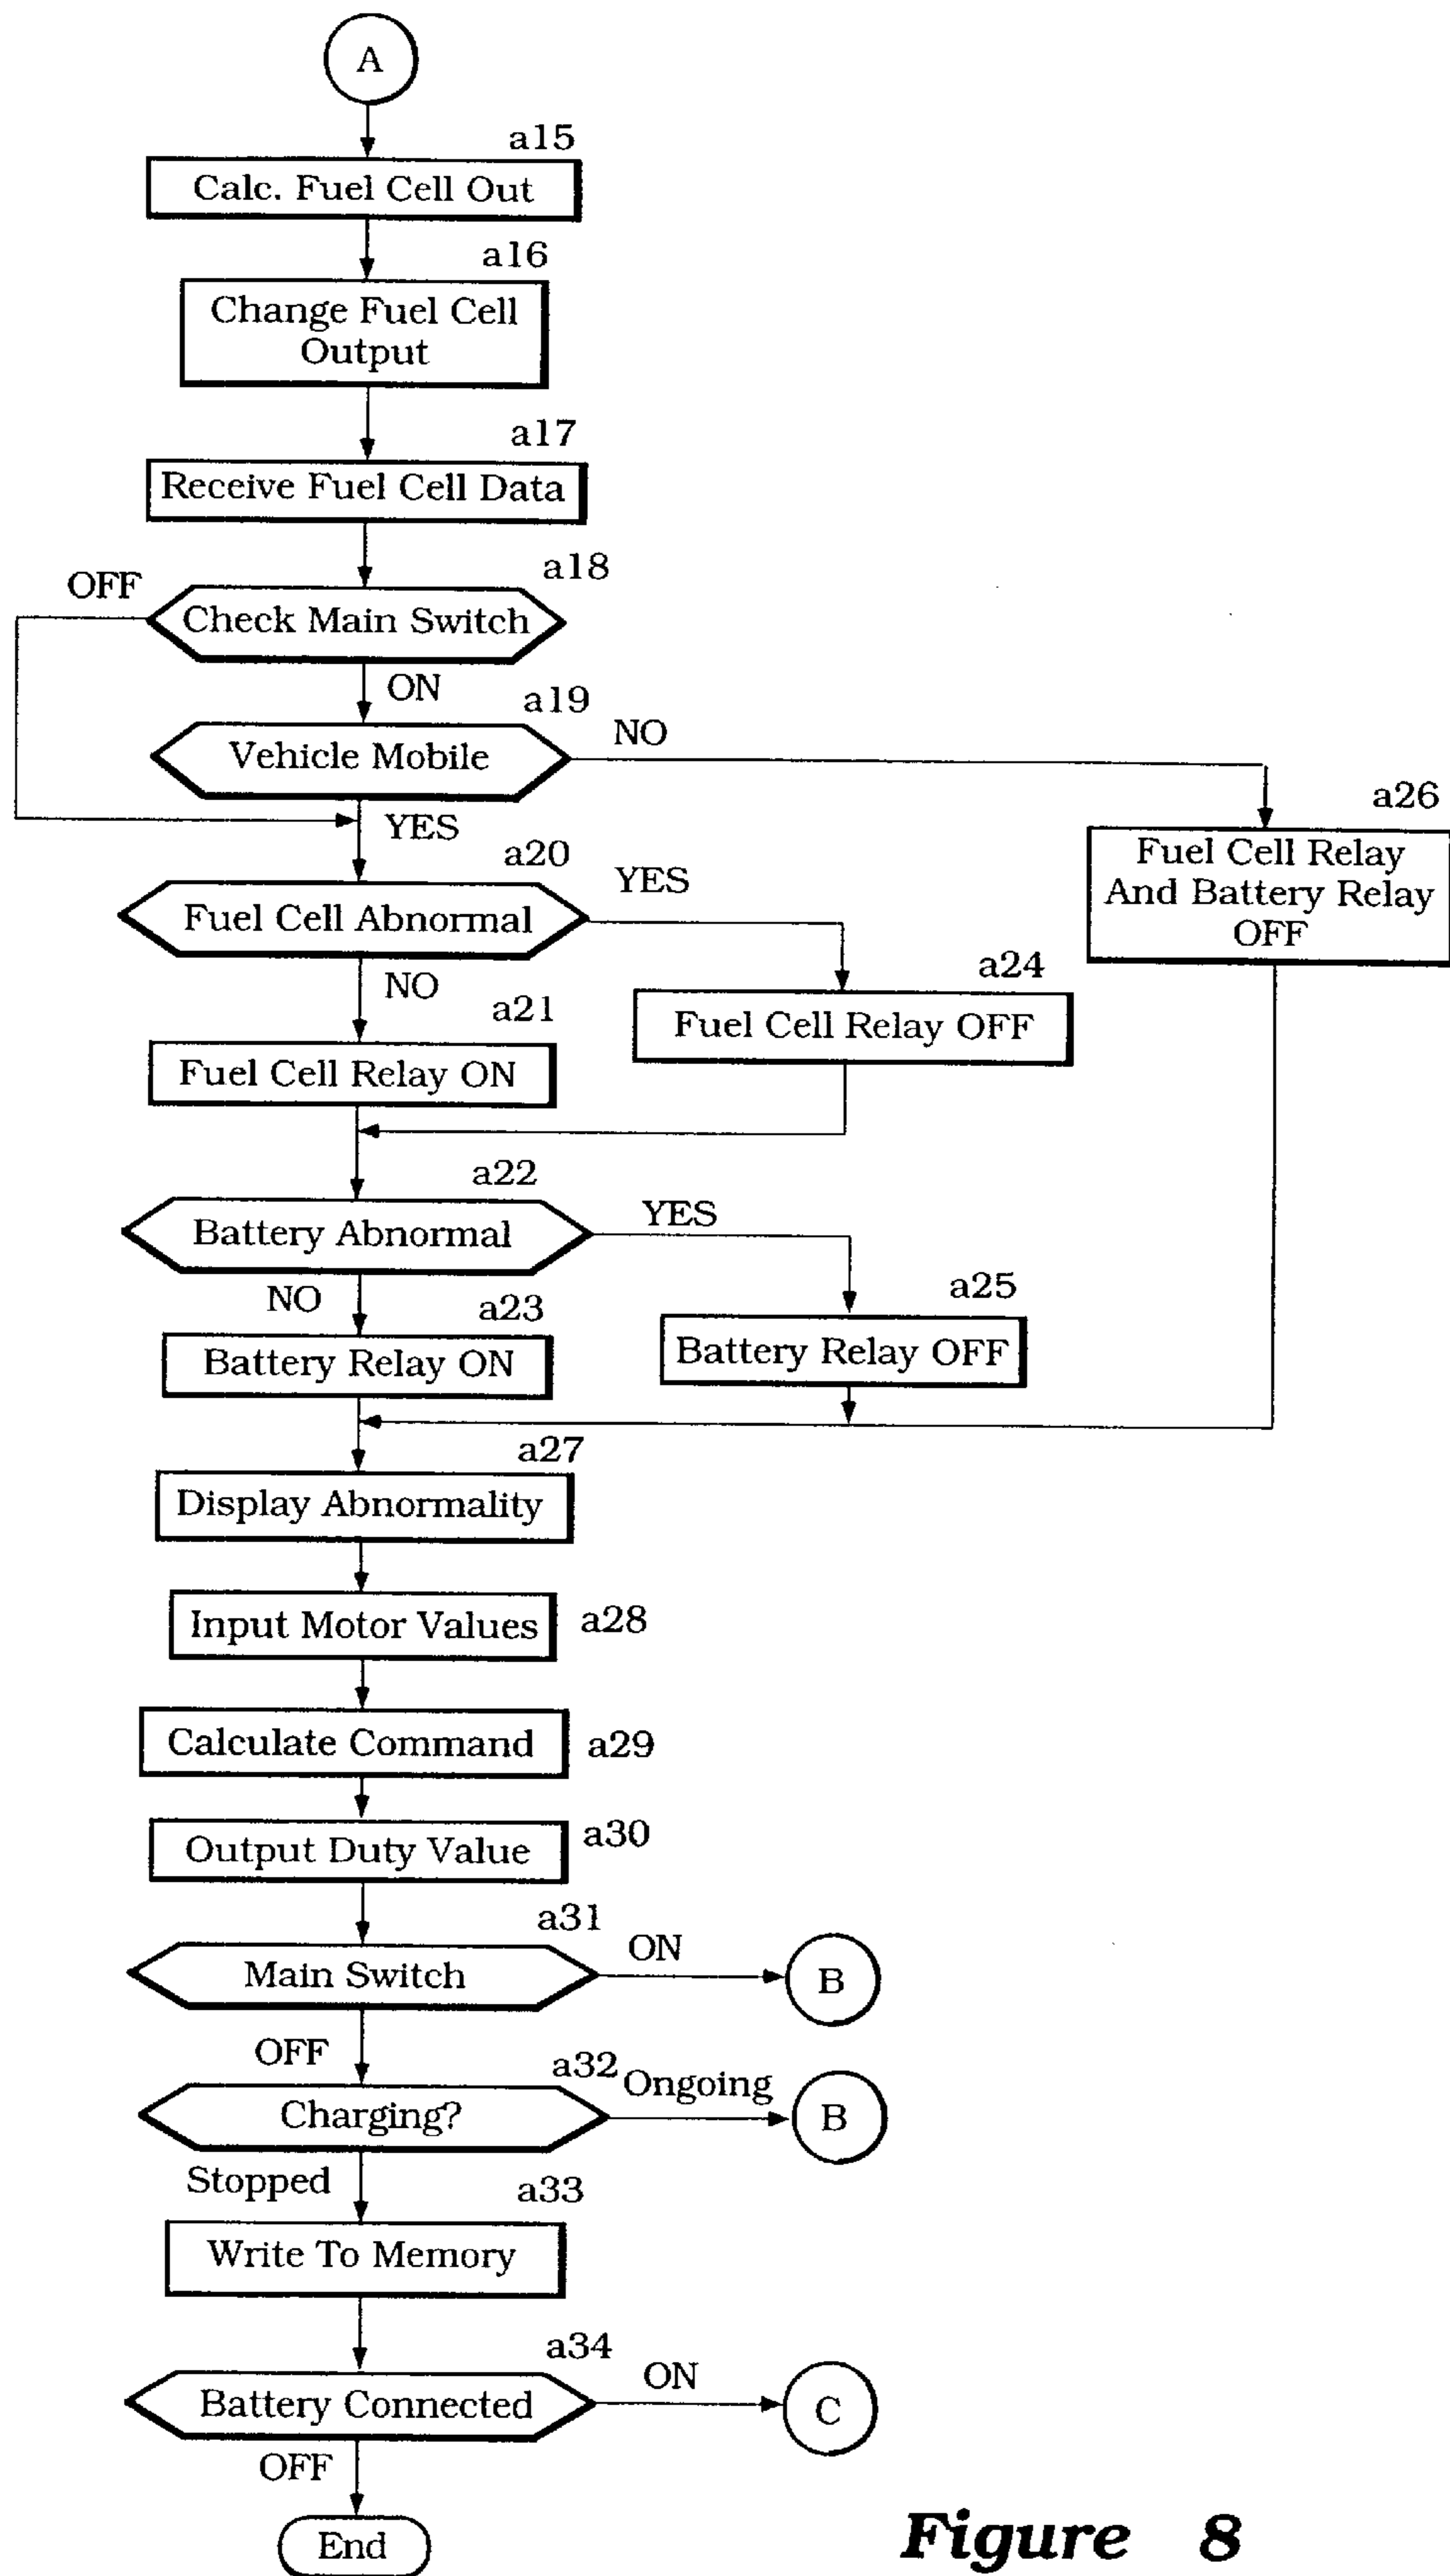 A
a15
Calc. Fuel Cell Out
a16
Change Fuel Cell
Output
a17
Receive Fuel Cell Data
a18
OFF
Check Main Switch
ON
a19
Vehicle Mobile
NO
YES
a26
Fuel Cell Relay
And Battery Relay
OFF
a20
YES
Fuel Cell Abnormal
NO
a24
Fuel Cell Relay OFF
a21
Fuel Cell Relay ON
a22
YES
Battery Abnormal
NO
a25
Battery Relay OFF
a23
Battery Relay ON
a27
Display Abnormality
Input Motor Values
a28
Calculate Command
a29
Output Duty Value
a30
a31
Main Switch
ON
B
OFF
a32
Ongoing
Charging?
B
Stopped
a33
Write To Memory
a34
Battery Connected
ON
C
OFF
End
Figure 8